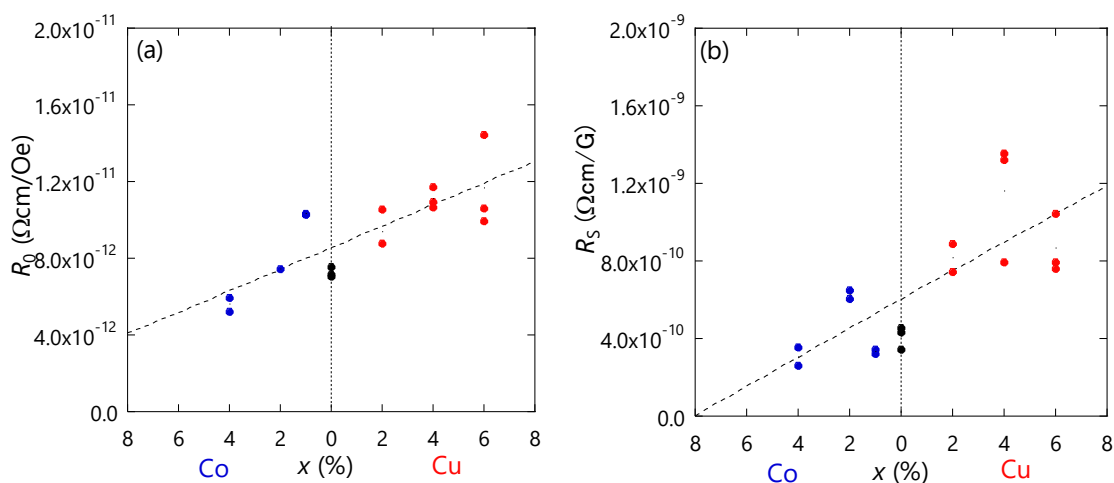 (a)
R₀ (Ωcm/Oe)
2.0x10⁻¹¹
1.6x10⁻¹¹
1.2x10⁻¹¹
8.0x10⁻¹²
4.0x10⁻¹²
0.0
8 6 4 2 0 2 4 6 8
Co x (%) Cu
(b)
R_S (Ωcm/G)
2.0x10⁻⁹
1.6x10⁻⁹
1.2x10⁻⁹
8.0x10⁻¹⁰
4.0x10⁻¹⁰
0.0
8 6 4 2 0 2 4 6 8
Co x (%) Cu